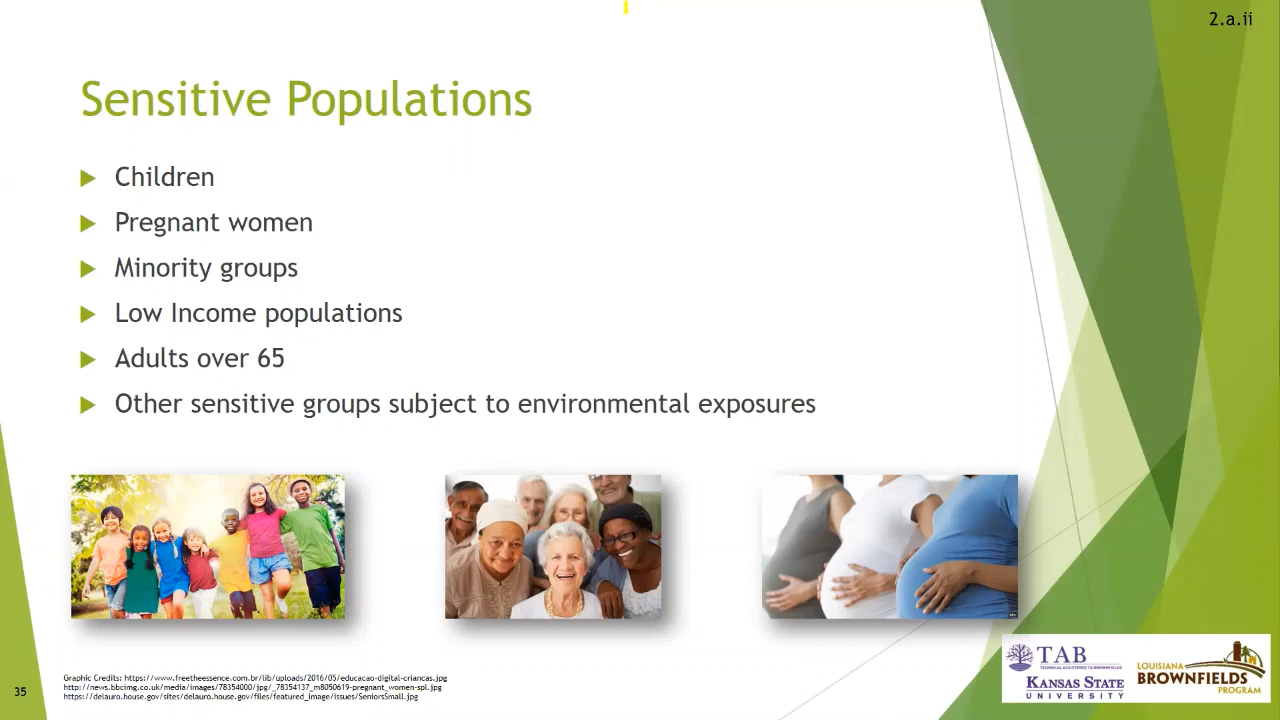 2.a.ii
Sensitive Populations
Children
Pregnant women
Minority groups
Low Income populations
Adults over 65
Other sensitive groups subject to environmental exposures
Graphic Credits: https://www.freetheessence.com.br/lib/uploads/2016/05/educacao-digital-criancas.jpg
http://news.bbcimg.co.uk/media/images/78354000/jpg/_78354137_m8050619-pregnant_women-spl.jpg
https://delauro.house.gov/sites/delauro.house.gov/files/featured_image/issues/SeniorsSmall.jpg
35
TAB
TECHNICAL ASSISTANCE TO BROWNFIELDS
KANSAS STATE
UNIVERSITY
LOUISIANA
BROWNFIELDS
PROGRAM